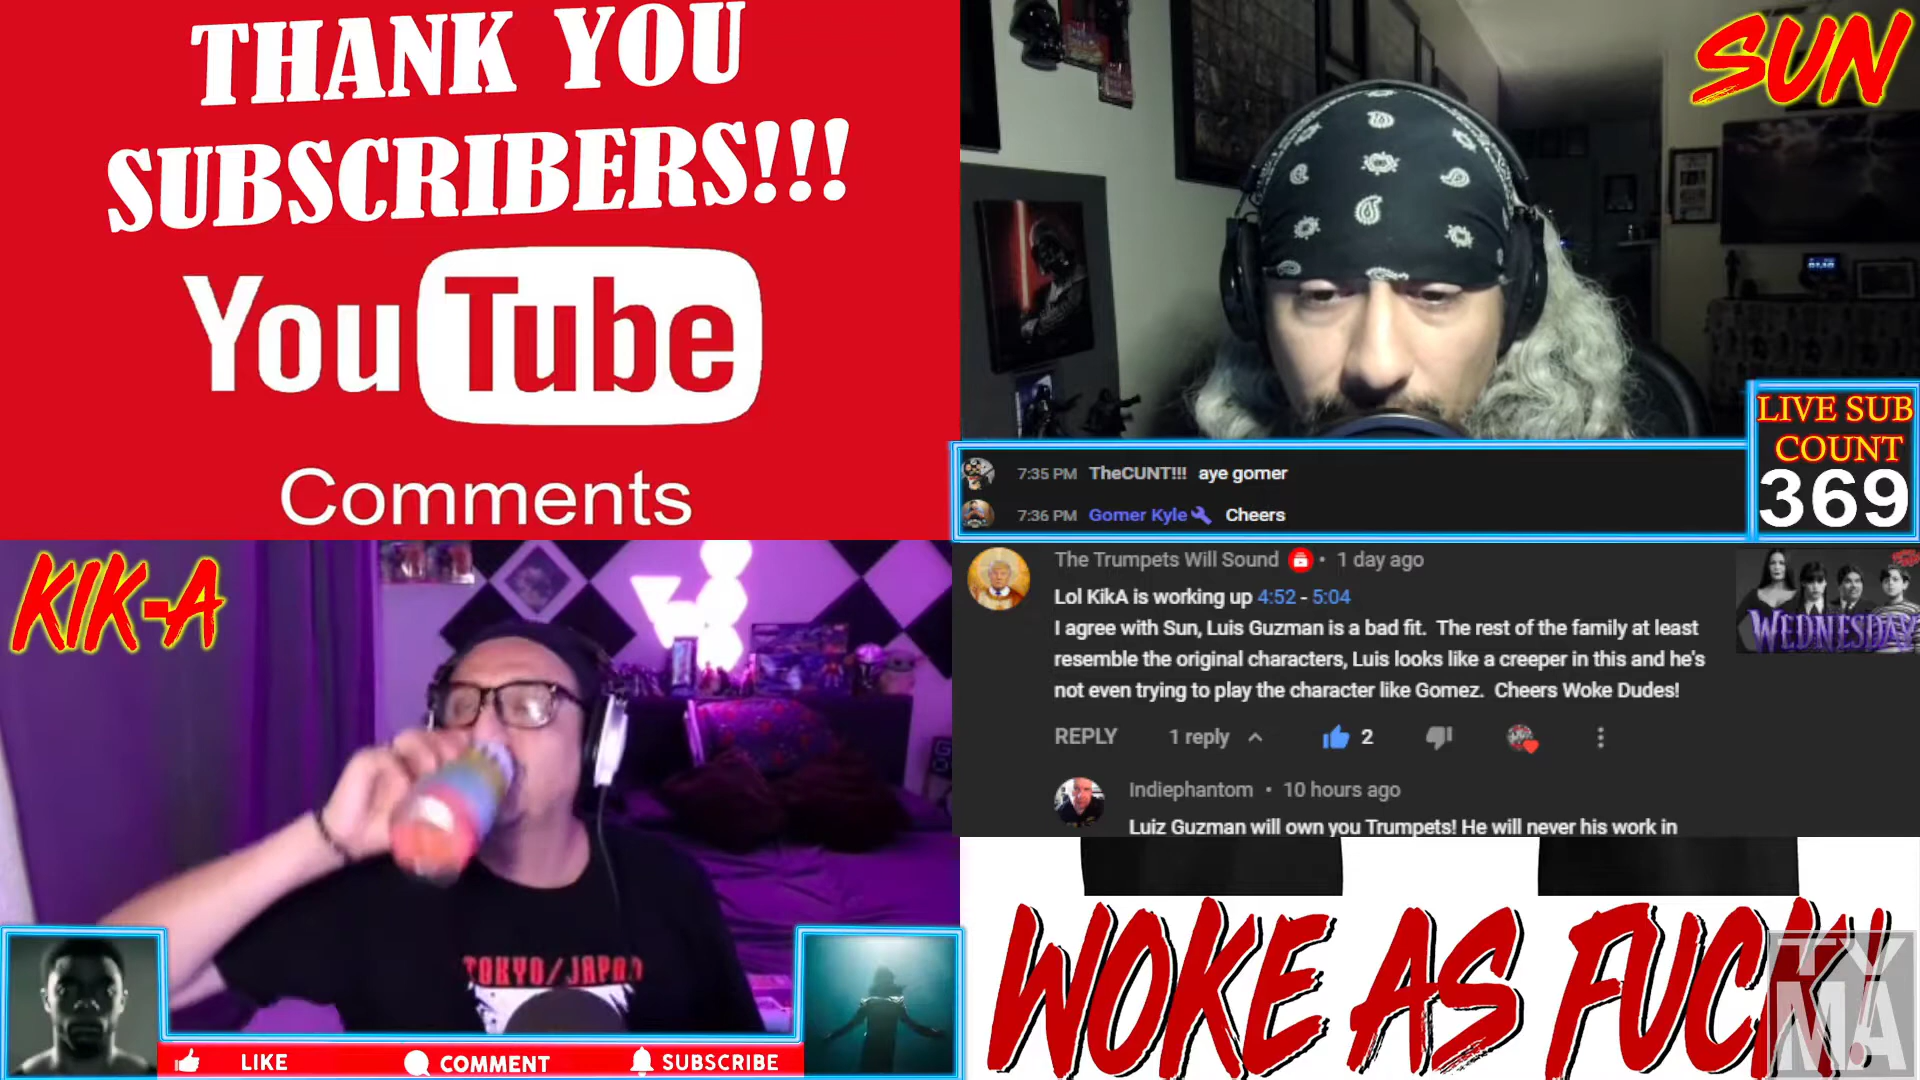 THANK YOU
SUBSCRIBERS!!!
YouTube
Comments
SUN
LIVE SUB
COUNT
369
7:35 PM TheCUNT!!! aye gomer
7:36 PM Gomer Kyle Cheers
KIK-A
TOKYO/JAPAN
LIKE
COMMENT
SUBSCRIBE
The Trumpets Will Sound • 1 day ago
Lol KikA is working up 4:52 - 5:04
I agree with Sun, Luis Guzman is a bad fit. The rest of the family at least
resemble the original characters, Luis looks like a creeper in this and he's
not even trying to play the character like Gomez. Cheers Woke Dudes!
REPLY 1 reply 2
Indiephantom • 10 hours ago
Luiz Guzman will own you Trumpets! He will never his work in
WEDNESDAY
WOKE AS FUCK!
TY
MA